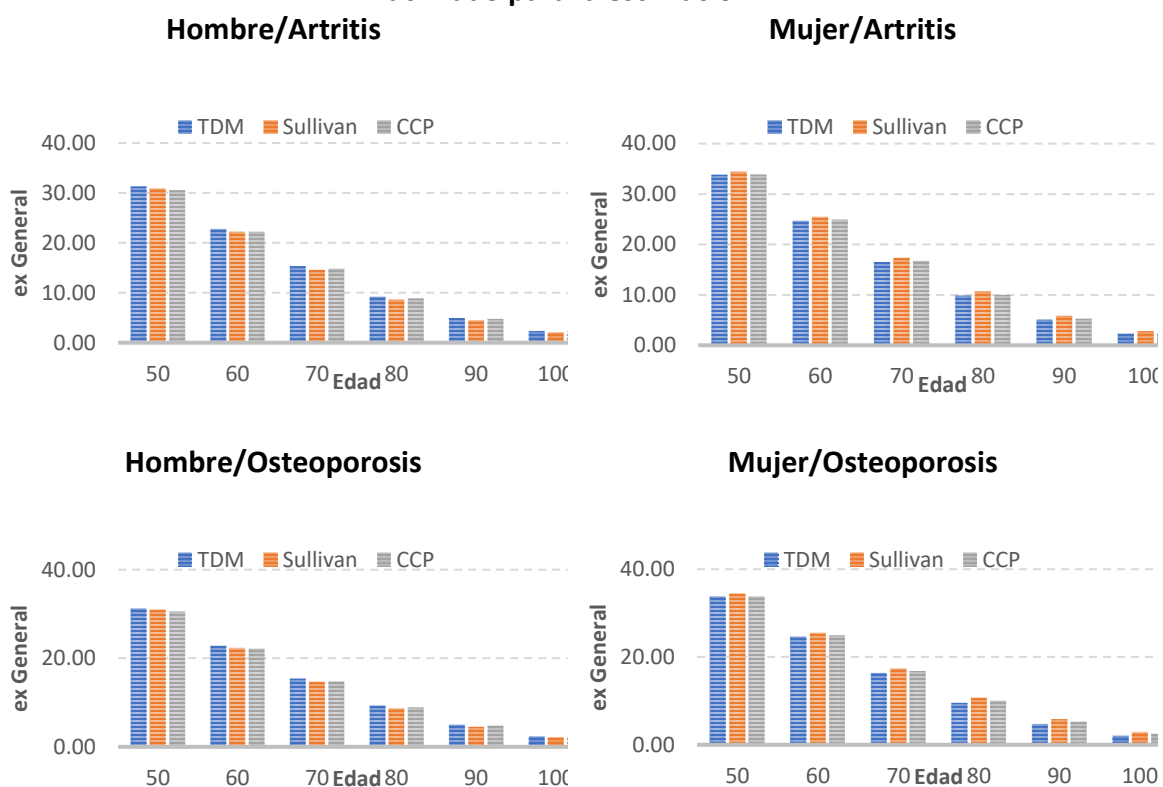 Hombre/Artritis
TDM Sullivan CCP
40.00
30.00
20.00
10.00
0.00
ex General
50 60 70 80 90 100
Edad
Mujer/Artritis
TDM Sullivan CCP
40.00
30.00
20.00
10.00
0.00
ex General
50 60 70 80 90 100
Edad
Hombre/Osteoporosis
TDM Sullivan CCP
40.00
20.00
0.00
ex General
50 60 70 80 90 100
Edad
Mujer/Osteoporosis
TDM Sullivan CCP
40.00
20.00
0.00
ex General
50 60 70 80 90 100
Edad